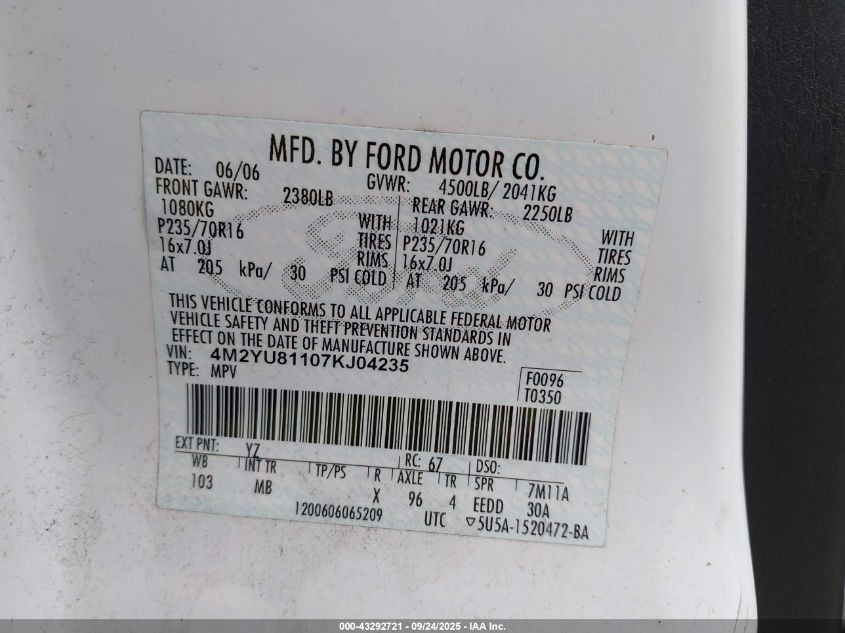 MFD. BY FORD MOTOR CO.
DATE: 06/06 GVWR: 4500LB/ 2041KG
FRONT GAWR: 2380LB REAR GAWR: 2250LB
1080KG WITH 1021KG WITH
P235/70R16 TIRES P235/70R16 TIRES
16x7.0J RIMS 16x7.0J RIMS
AT 205 kPa/ 30 PSI COLD AT 205 kPa/ 30 PSI COLD
THIS VEHICLE CONFORMS TO ALL APPLICABLE FEDERAL MOTOR
VEHICLE SAFETY AND THEFT PREVENTION STANDARDS IN
EFFECT ON THE DATE OF MANUFACTURE SHOWN ABOVE.
VIN: 4M2YU81107KJ04235
TYPE: MPV
F0096
T0350
EXT PNT: YZ RC: 67 DSO:
WB INT TR TP/PS R AXLE TR SPR 7M11A
103 MB X 96 4 EEDD 30A
1200606065209 UTC ▽5U5A-1520472-BA
Ford
000-43292721 - 09/24/2025 - IAA Inc.